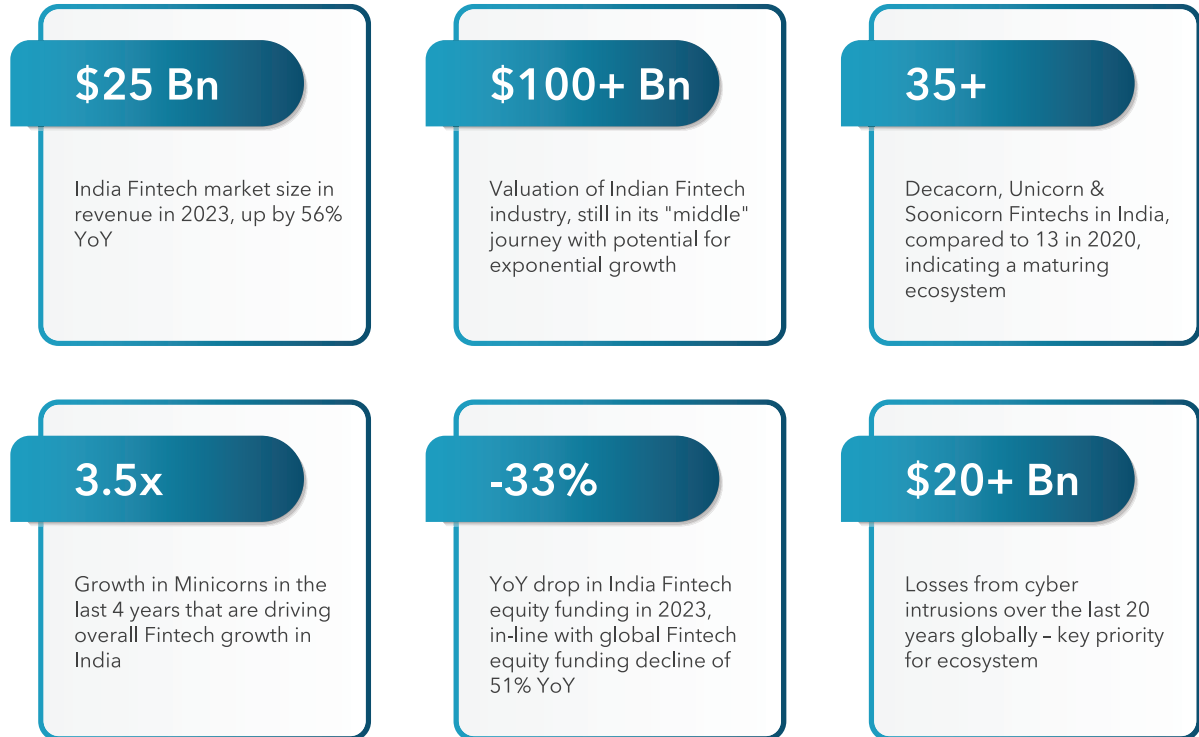 $25 Bn
India Fintech market size in
revenue in 2023, up by 56%
YoY
$100+ Bn
Valuation of Indian Fintech
industry, still in its "middle"
journey with potential for
exponential growth
35+
Decacorn, Unicorn &
Soonicorn Fintechs in India,
compared to 13 in 2020,
indicating a maturing
ecosystem
3.5x
Growth in Minicorns in the
last 4 years that are driving
overall Fintech growth in
India
-33%
YoY drop in India Fintech
equity funding in 2023,
in-line with global Fintech
equity funding decline of
51% YoY
$20+ Bn
Losses from cyber
intrusions over the last 20
years globally – key priority
for ecosystem